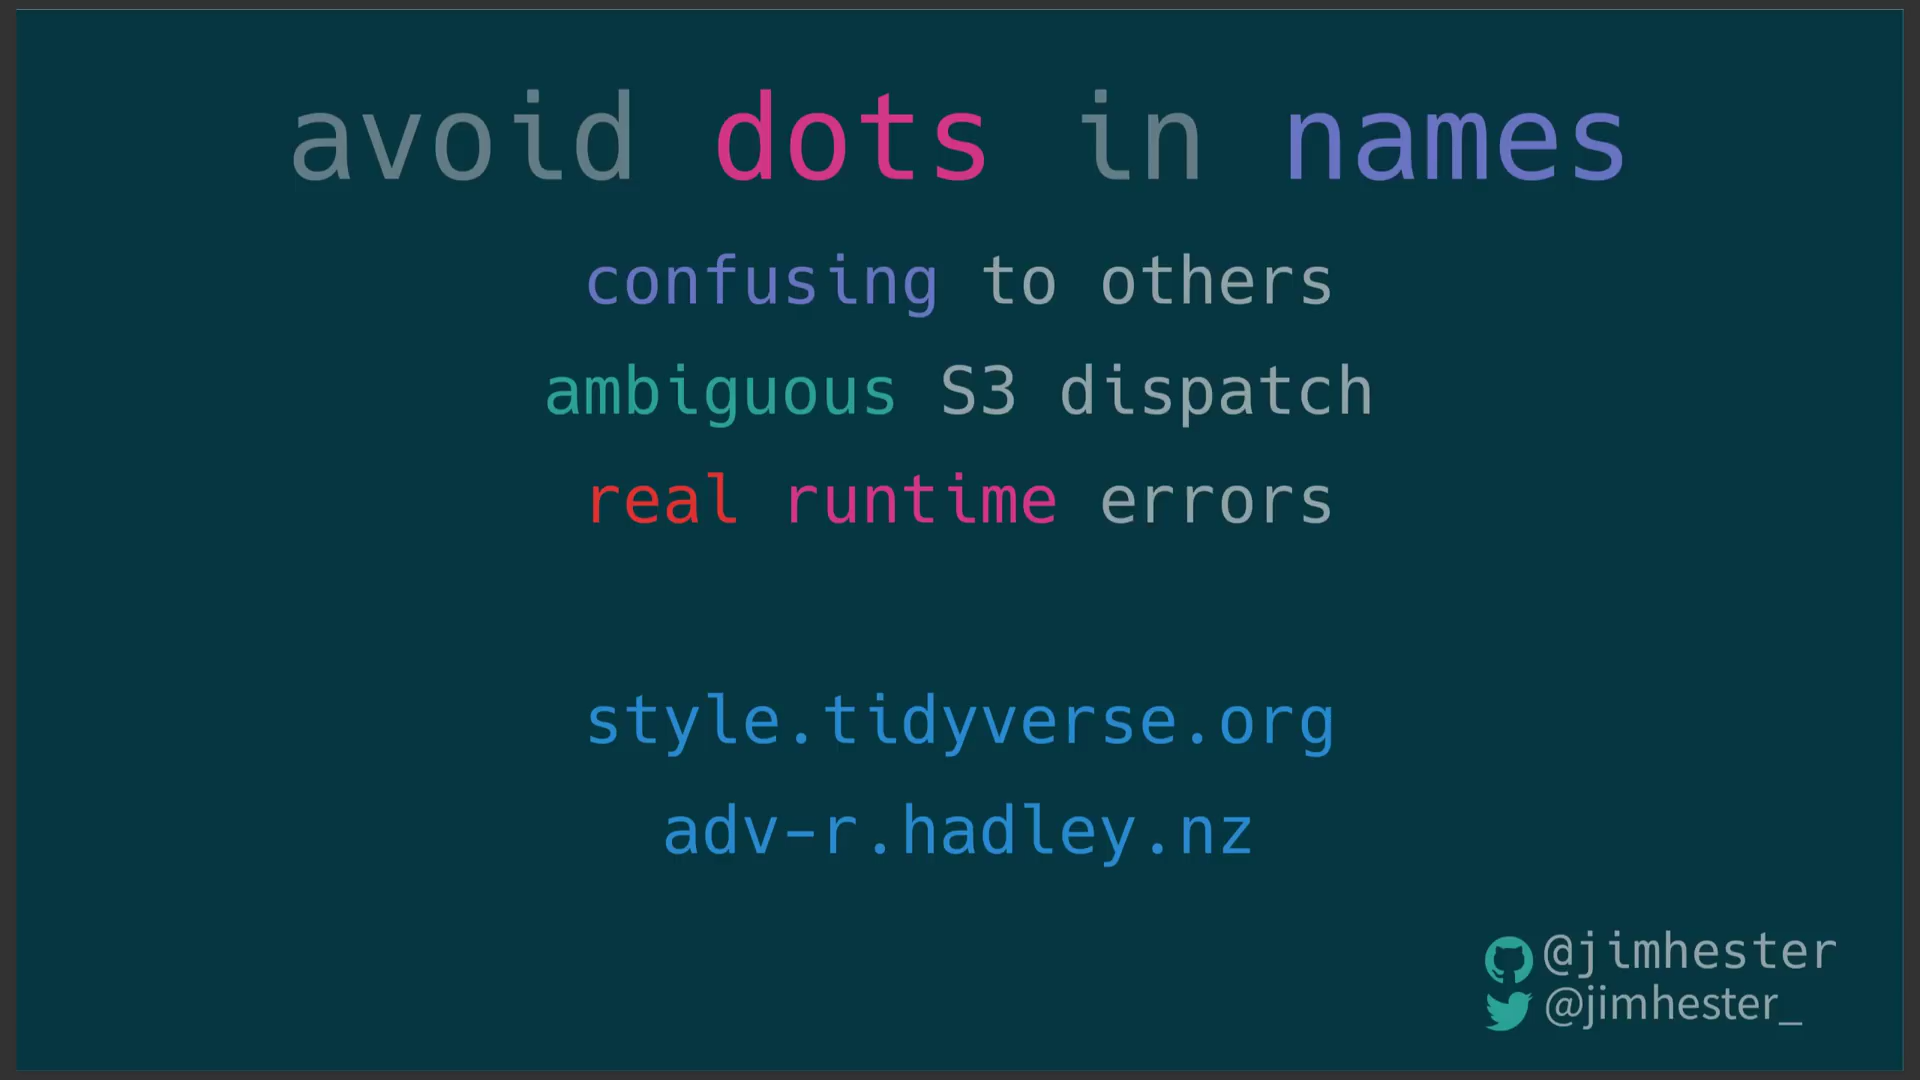 avoid dots in names
confusing to others
ambiguous S3 dispatch
real runtime errors
style.tidyverse.org
adv-r.hadley.nz
@jimhester
@jimhester_